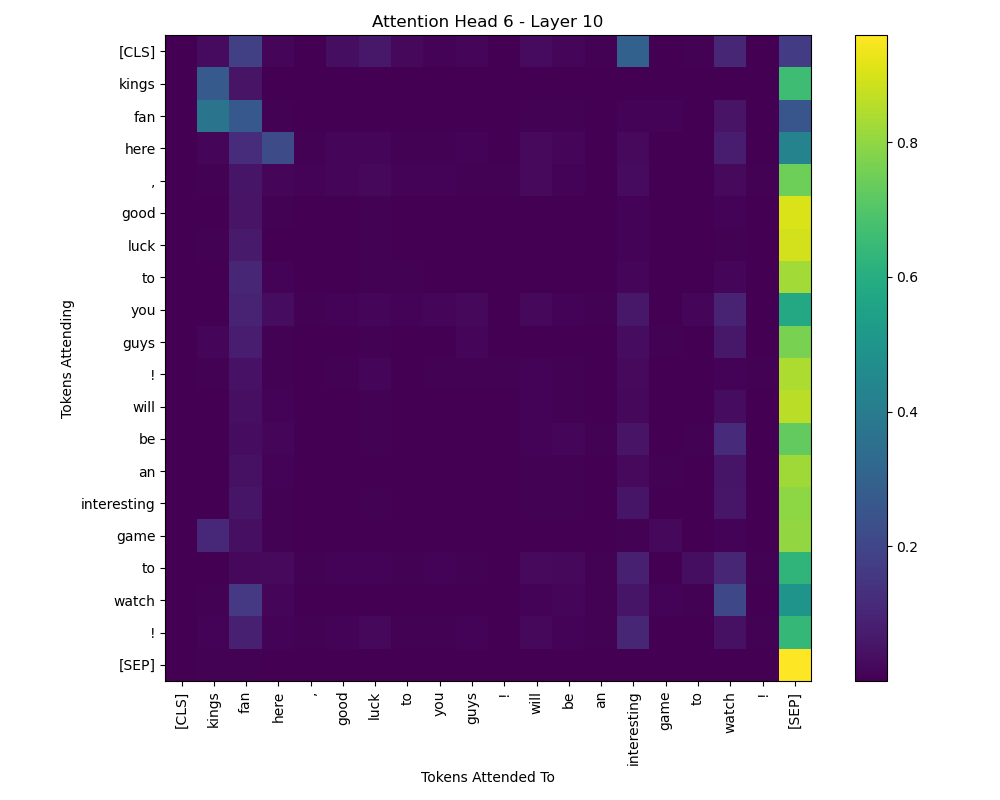 Attention Head 6 - Layer 10
Tokens Attending
[CLS]
kings
fan
here
,
good
luck
to
you
guys
!
will
be
an
interesting
game
to
watch
!
[SEP]
[CLS]
kings
fan
here
,
good
luck
to
you
guys
!
will
be
an
interesting
game
to
watch
!
[SEP]
Tokens Attended To
0.8
0.6
0.4
0.2